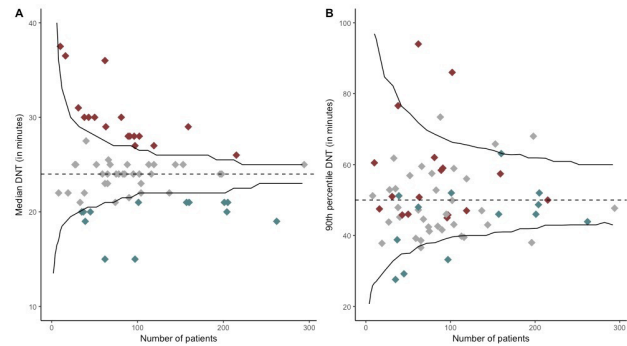 A
40
30
20
10
Median DNT (in minutes)
0
100
200
300
Number of patients
B
100
80
60
40
20
90th percentile DNT (in minutes)
0
100
200
300
Number of patients